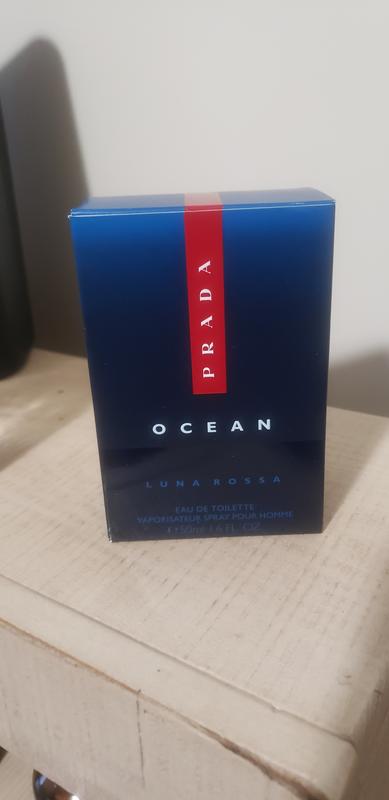 PRADA
OCEAN
LUNA ROSSA
EAU DE TOILETTE
VAPORISATEUR SPRAY POUR HOMME
50ml 1.6 FL. OZ.